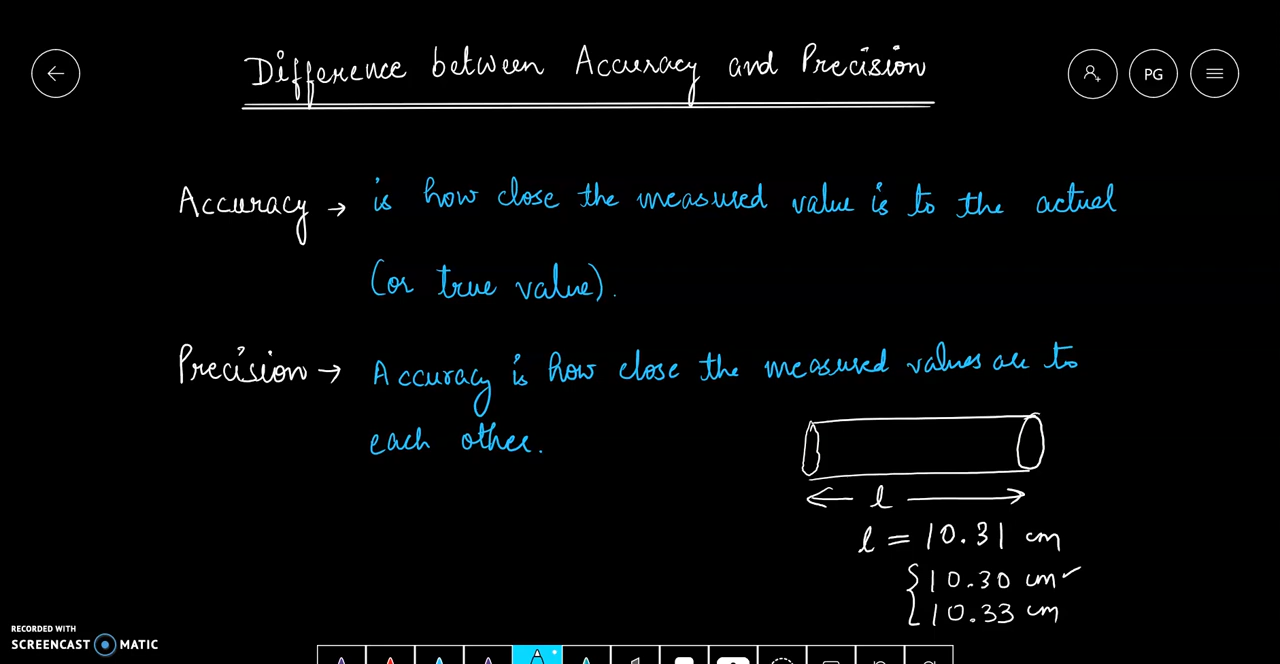 Difference between Accuracy and Precision
PG
Accuracy → is how close the measured value is to the actual
(or true value).
Precision → Accuracy is how close the measured values are to
each other.
l
l = 10.31 cm
10.30 cm ✓
10.33 cm
RECORDED WITH
SCREENCAST MATIC